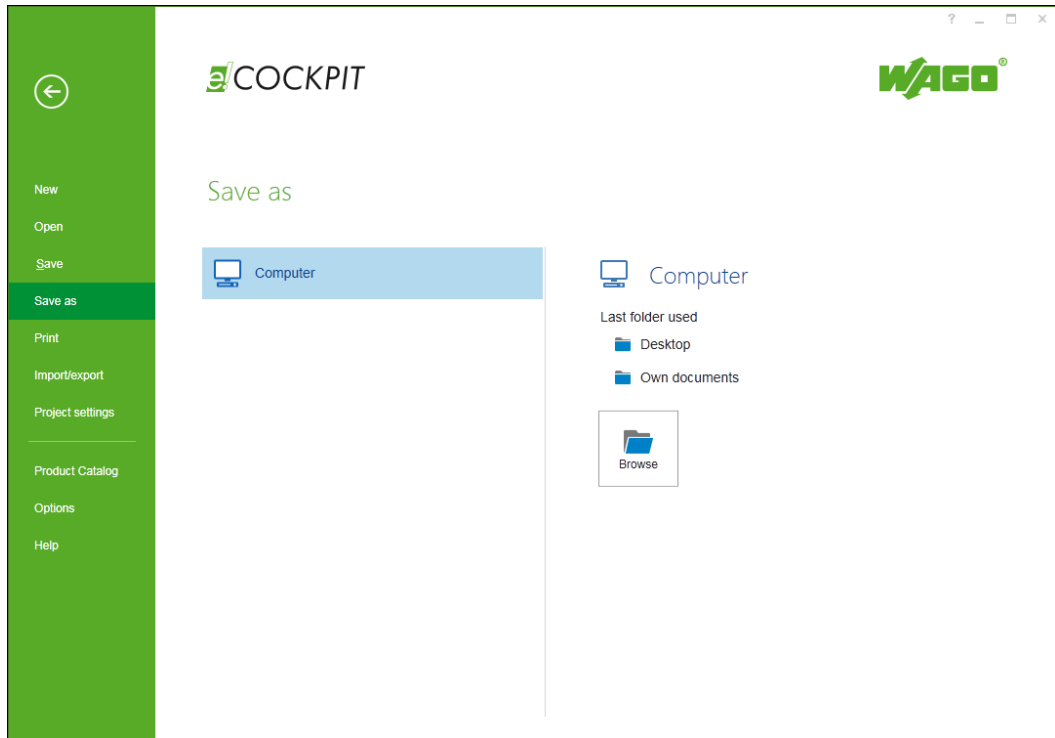 ?
e!COCKPIT
WAGO®
New
Open
Save
Save as
Print
Import/export
Project settings
Product Catalog
Options
Help
Save as
Computer
Computer
Last folder used
Desktop
Own documents
Browse